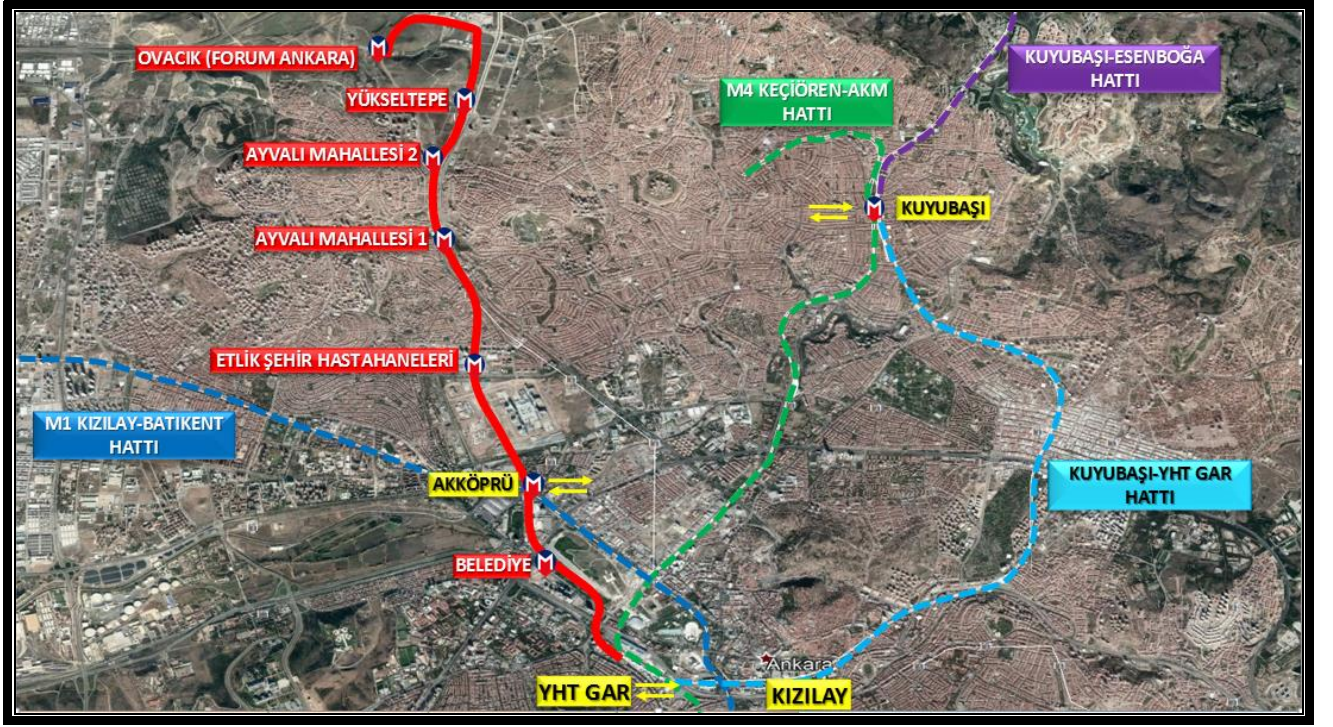 OVACIK (FORUM ANKARA)
KUYUBAŞI-ESENBOĞA
HATTI
YÜKSELTEPE
M4 KEÇİÖREN-AKM
HATTI
AYVALI MAHALLESİ 2
KUYUBAŞI
AYVALI MAHALLESİ 1
ETLİK ŞEHİR HASTAHANELERİ
M1 KIZILAY-BATIKENT
HATTI
AKKÖPRÜ
KUYUBAŞI-YHT GAR
HATTI
BELEDİYE
Ankara
YHT GAR
KIZILAY